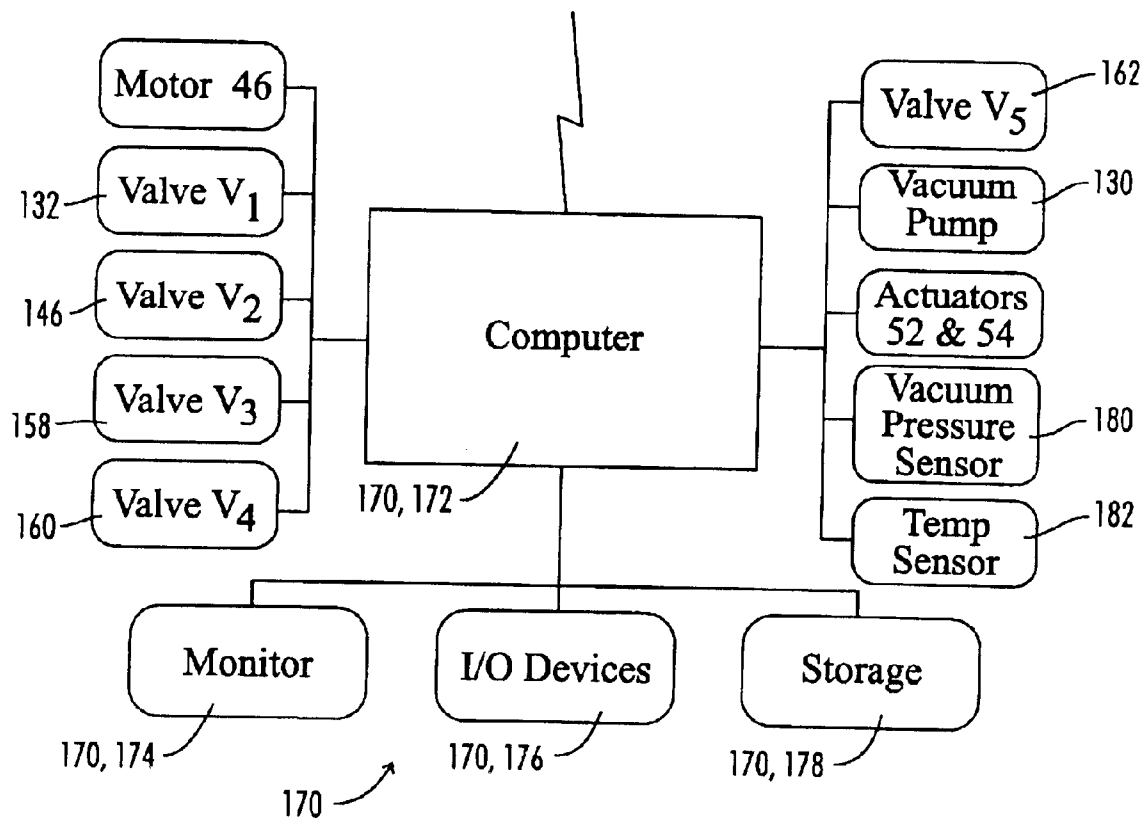 Motor 46
132
Valve V1
146
Valve V2
158
Valve V3
160
Valve V4
Computer
170, 172
Valve V5
162
Vacuum
Pump
130
Actuators
52 & 54
Vacuum
Pressure
Sensor
180
Temp
Sensor
182
Monitor
170, 174
I/O Devices
170, 176
Storage
170, 178
170